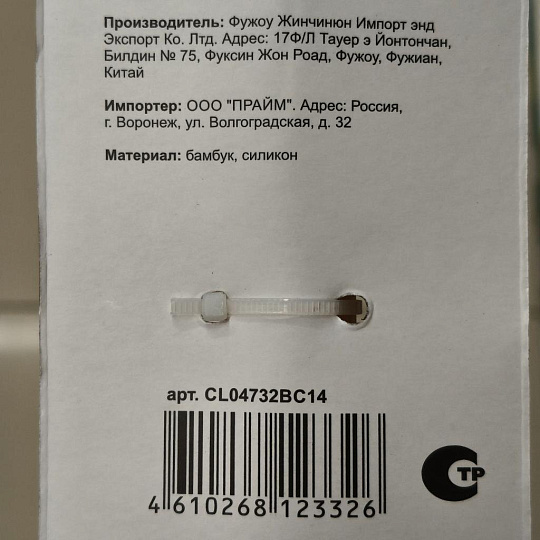 Производитель: Фужоу Жинчинюн Импорт энд
Экспорт Ко. Лтд. Адрес: 17Ф/Л Тауер э Йонтончан,
Билдин № 75, Фуксин Жон Роад, Фужоу, Фужиан,
Китай
Импортер: ООО "ПРАЙМ". Адрес: Россия,
г. Воронеж, ул. Волгоградская, д. 32
Материал: бамбук, силикон
арт. CL04732BC14
4 610268 123326
СТР